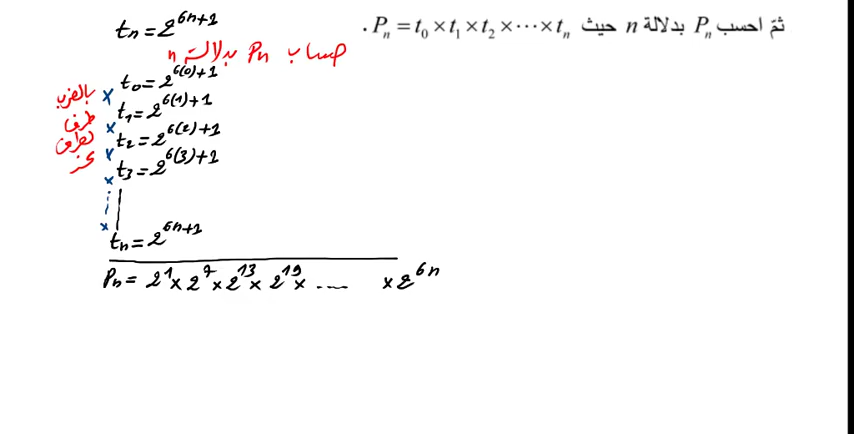 ثمّ احسب Pₙ بدلالة n حيث Pₙ = t₀ × t₁ × t₂ × ⋯ × tₙ .
tₙ = 2^(6n+1)
حساب Pₙ بدلالة n
t₀ = 2^(6(0)+1)
بالضرب × t₁ = 2^(6(1)+1)
طرف × t₂ = 2^(6(2)+1)
لطرف × t₃ = 2^(6(3)+1)
نجد ×
× tₙ = 2^(6n+1)
Pₙ = 2^1 × 2^7 × 2^13 × 2^19 × ..... × 2^6n